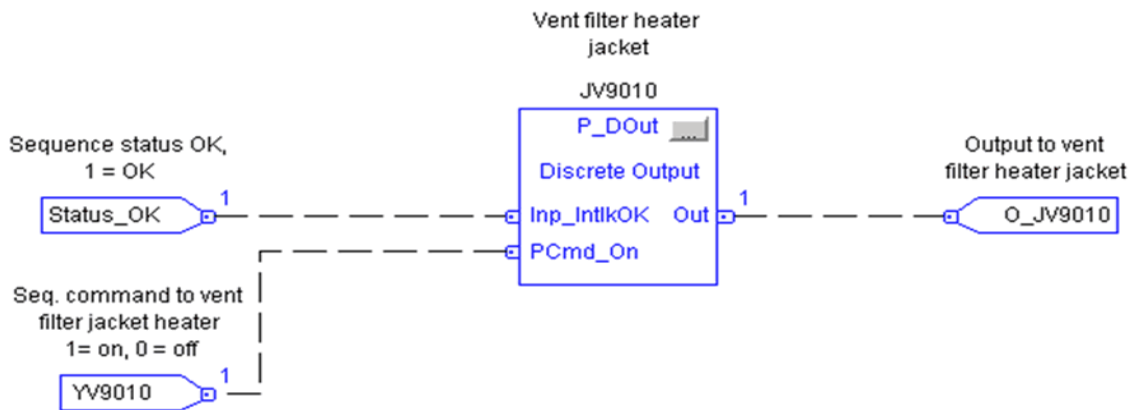 Vent filter heater
jacket
JV9010
P_DOut ...
Discrete Output
Sequence status OK,
1 = OK
Status_OK
1
Inp_IntlkOK Out
1
PCmd_On
Output to vent
filter heater jacket
O_JV9010
Seq. command to vent
filter jacket heater
1= on, 0 = off
YV9010
1